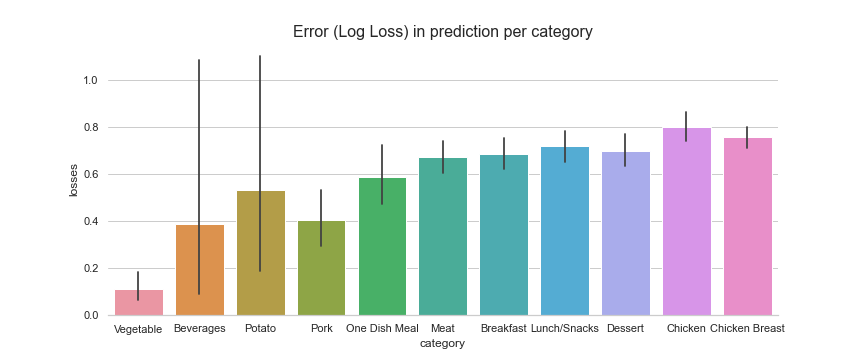 Error (Log Loss) in prediction per category
losses
1.0
0.8
0.6
0.4
0.2
0.0
Vegetable Beverages Potato Pork One Dish Meal Meat Breakfast Lunch/Snacks Dessert Chicken Chicken Breast
category